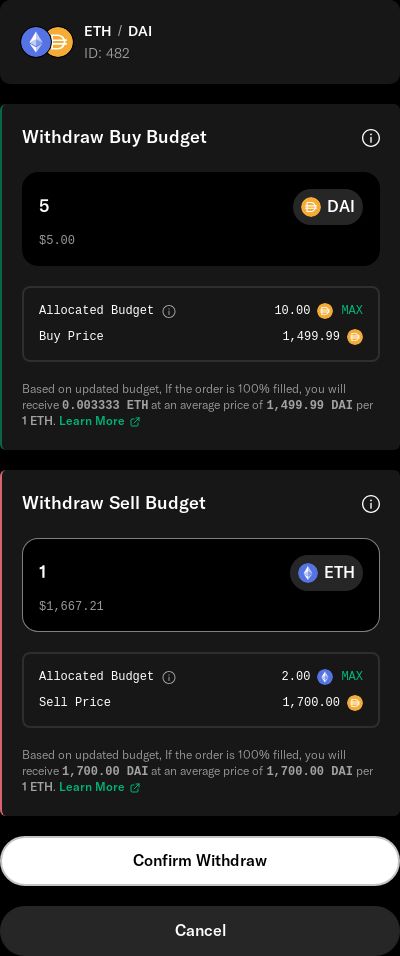 ETH / DAI
ID: 482
Withdraw Buy Budget
5 DAI
$5.00
Allocated Budget 10.00 MAX
Buy Price 1,499.99
Based on updated budget, If the order is 100% filled, you will
receive 0.003333 ETH at an average price of 1,499.99 DAI per
1 ETH. Learn More
Withdraw Sell Budget
1 ETH
$1,667.21
Allocated Budget 2.00 MAX
Sell Price 1,700.00
Based on updated budget, If the order is 100% filled, you will
receive 1,700.00 DAI at an average price of 1,700.00 DAI per
1 ETH. Learn More
Confirm Withdraw
Cancel